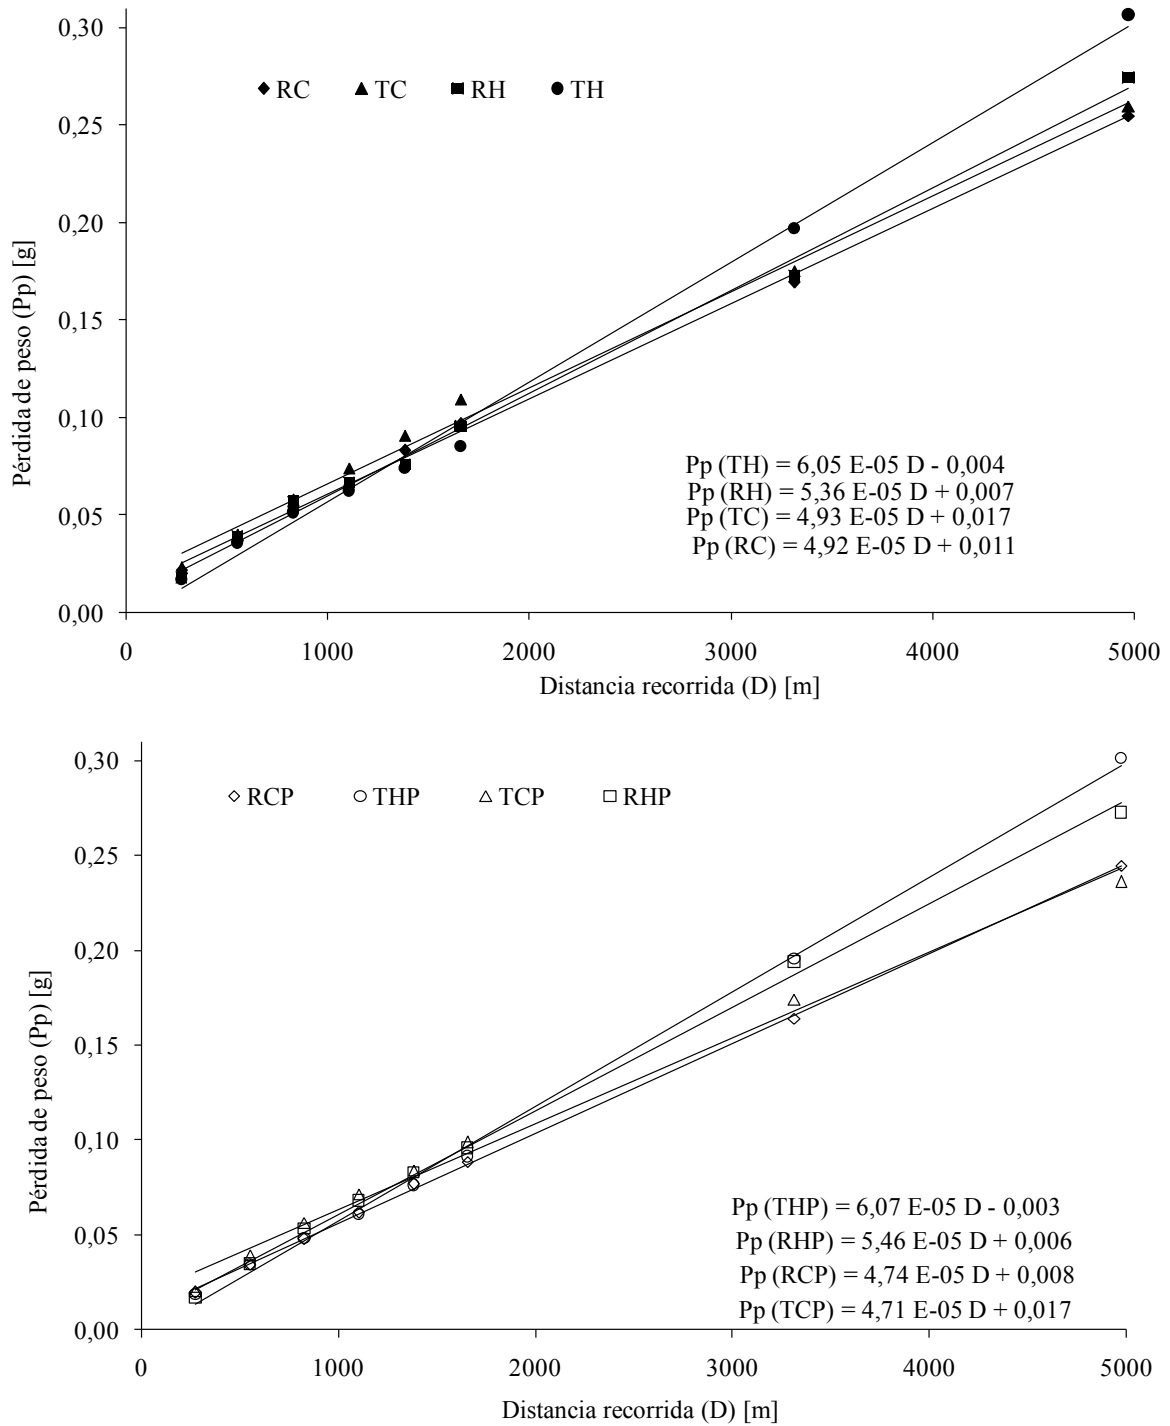 0,30
0,25
0,20
0,15
0,10
0,05
0,00
Pérdida de peso (Pp) [g]
RC TC RH TH
Pp (TH) = 6,05 E-05 D - 0,004
Pp (RH) = 5,36 E-05 D + 0,007
Pp (TC) = 4,93 E-05 D + 0,017
Pp (RC) = 4,92 E-05 D + 0,011
0 1000 2000 3000 4000 5000
Distancia recorrida (D) [m]
0,30
0,25
0,20
0,15
0,10
0,05
0,00
Pérdida de peso (Pp) [g]
RCP THP TCP RHP
Pp (THP) = 6,07 E-05 D - 0,003
Pp (RHP) = 5,46 E-05 D + 0,006
Pp (RCP) = 4,74 E-05 D + 0,008
Pp (TCP) = 4,71 E-05 D + 0,017
0 1000 2000 3000 4000 5000
Distancia recorrida (D) [m]